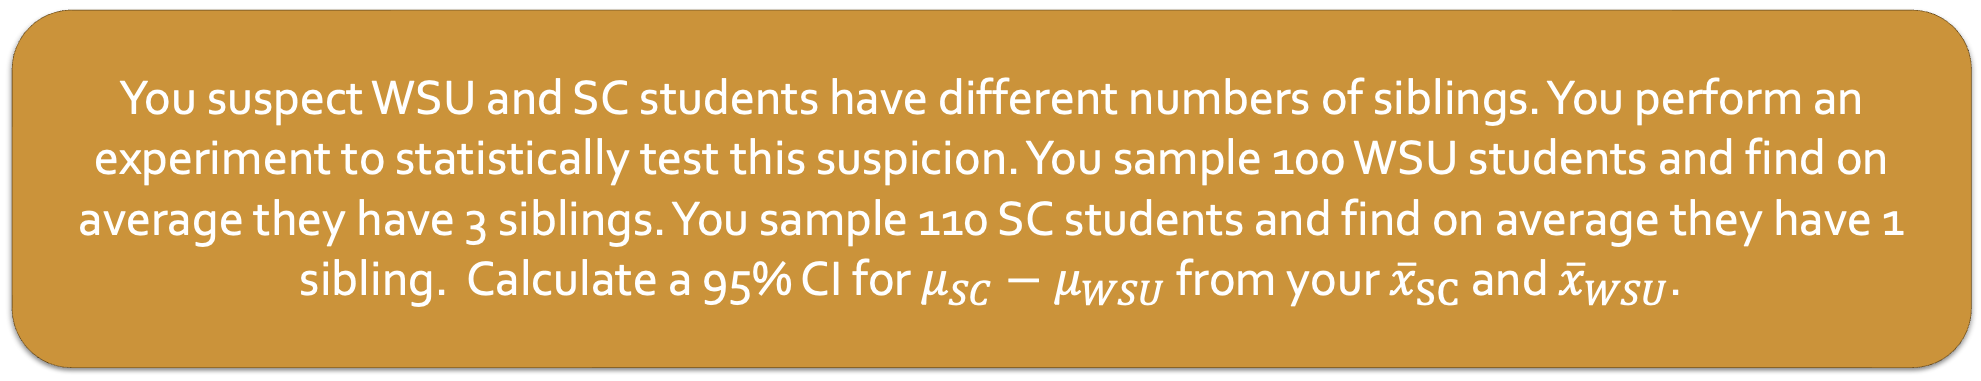 You suspect WSU and SC students have different numbers of siblings. You perform an
experiment to statistically test this suspicion. You sample 100 WSU students and find on
average they have 3 siblings. You sample 110 SC students and find on average they have 1
sibling.  Calculate a 95% CI for μ_SC − μ_WSU from your x̄_SC and x̄_WSU.